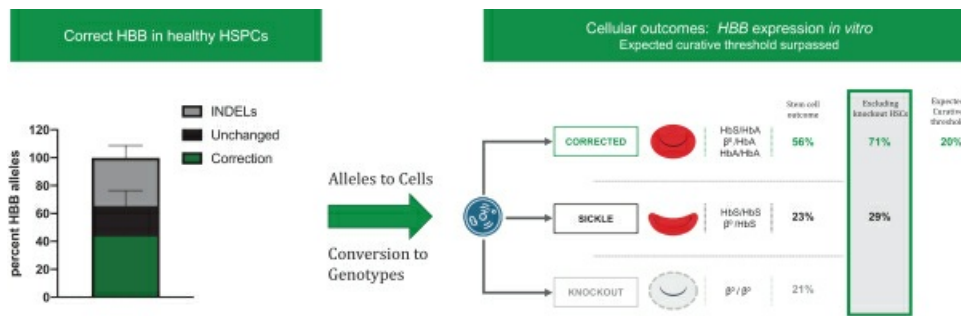 Correct HBB in healthy HSPCs
INDELs
Unchanged
Correction
percent HBB alleles
120
100
80
60
40
20
0
Alleles to Cells
Conversion to
Genotypes
Cellular outcomes: HBB expression in vitro
Expected curative threshold surpassed
Stem cell
outcome
Excluding
knockout HSCs
Expected
Curative
threshold
CORRECTED
HbS/HbA
β⁰/HbA
HbA/HbA
56%
71%
20%
SICKLE
HbS/HbS
β⁰/HbS
23%
29%
KNOCKOUT
β⁰/β⁰
21%